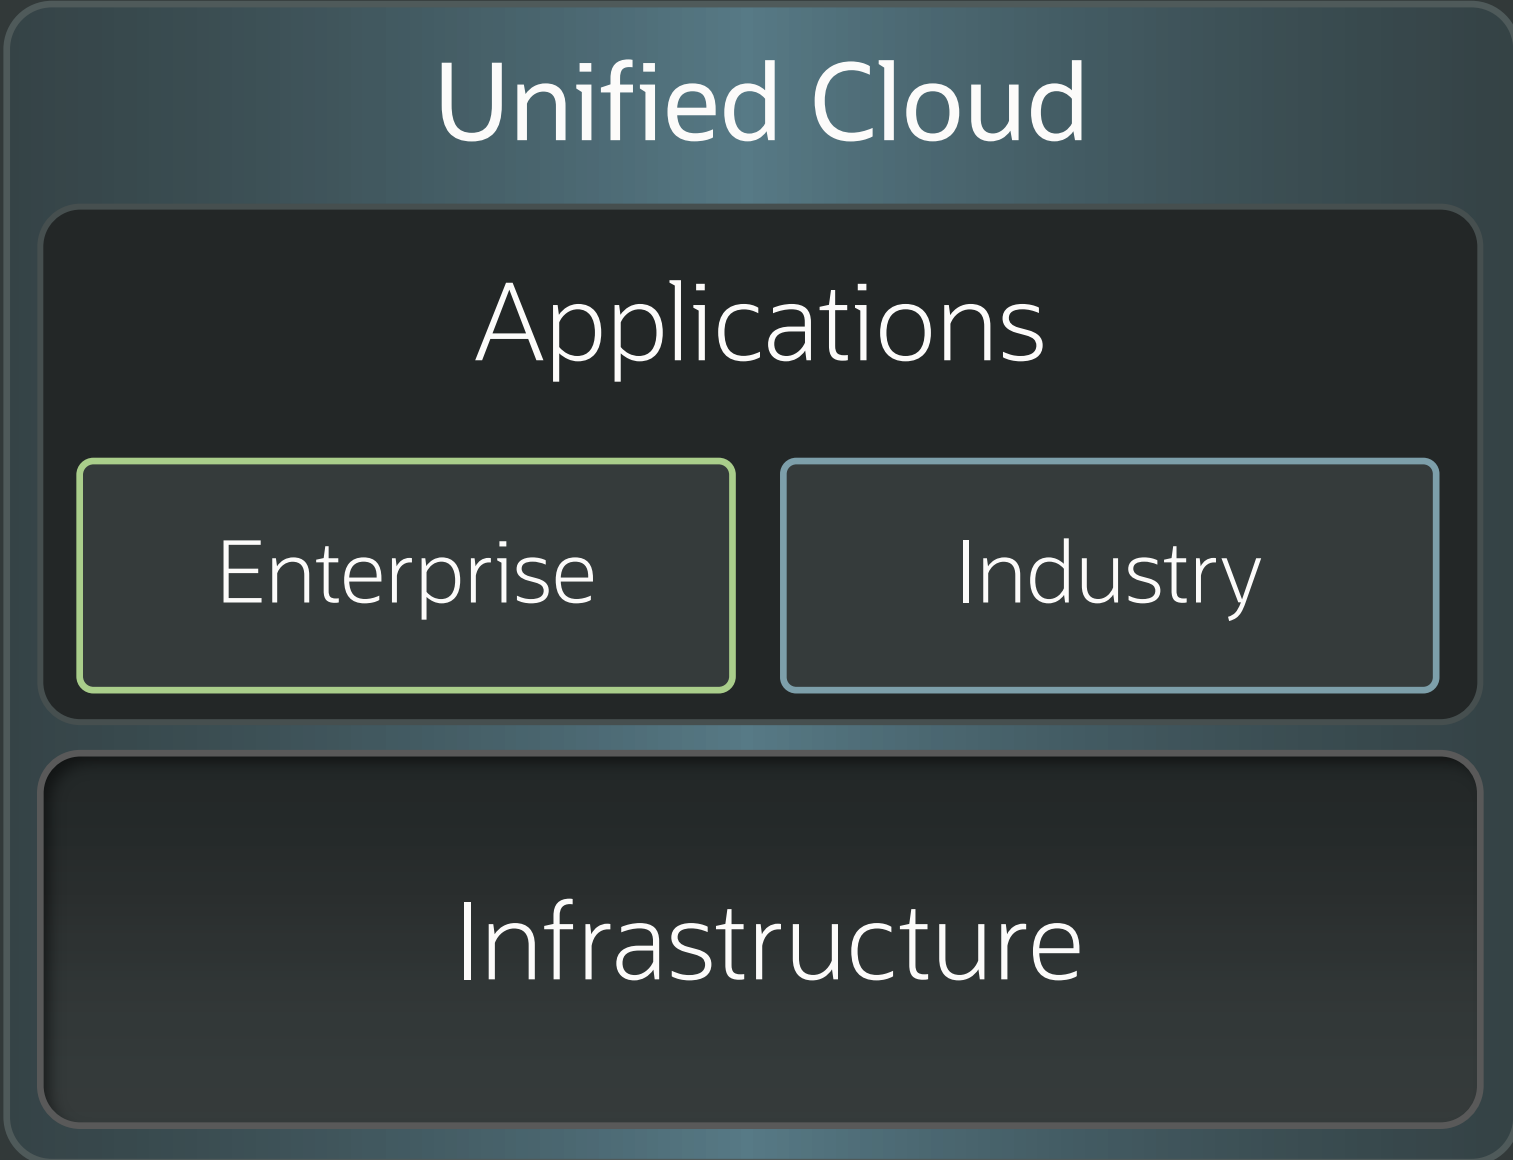 Unified Cloud
Applications
Enterprise
Industry
Infrastructure